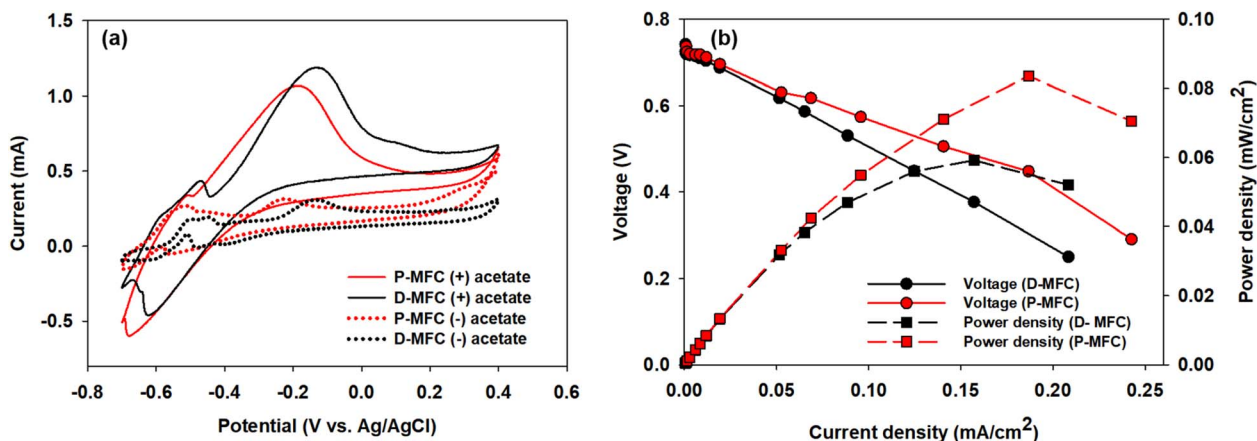 (a)
1.5
1.0
0.5
0.0
-0.5
-1.0
Current (mA)
-0.8 -0.6 -0.4 -0.2 0.0 0.2 0.4 0.6
Potential (V vs. Ag/AgCl)
P-MFC (+) acetate
D-MFC (+) acetate
P-MFC (-) acetate
D-MFC (-) acetate
(b)
0.8
0.6
0.4
0.2
0.0
Voltage (V)
0.10
0.08
0.06
0.04
0.02
0.00
Power density (mW/cm²)
0.00 0.05 0.10 0.15 0.20 0.25
Current density (mA/cm²)
Voltage (D-MFC)
Voltage (P-MFC)
Power density (D- MFC)
Power density (P-MFC)